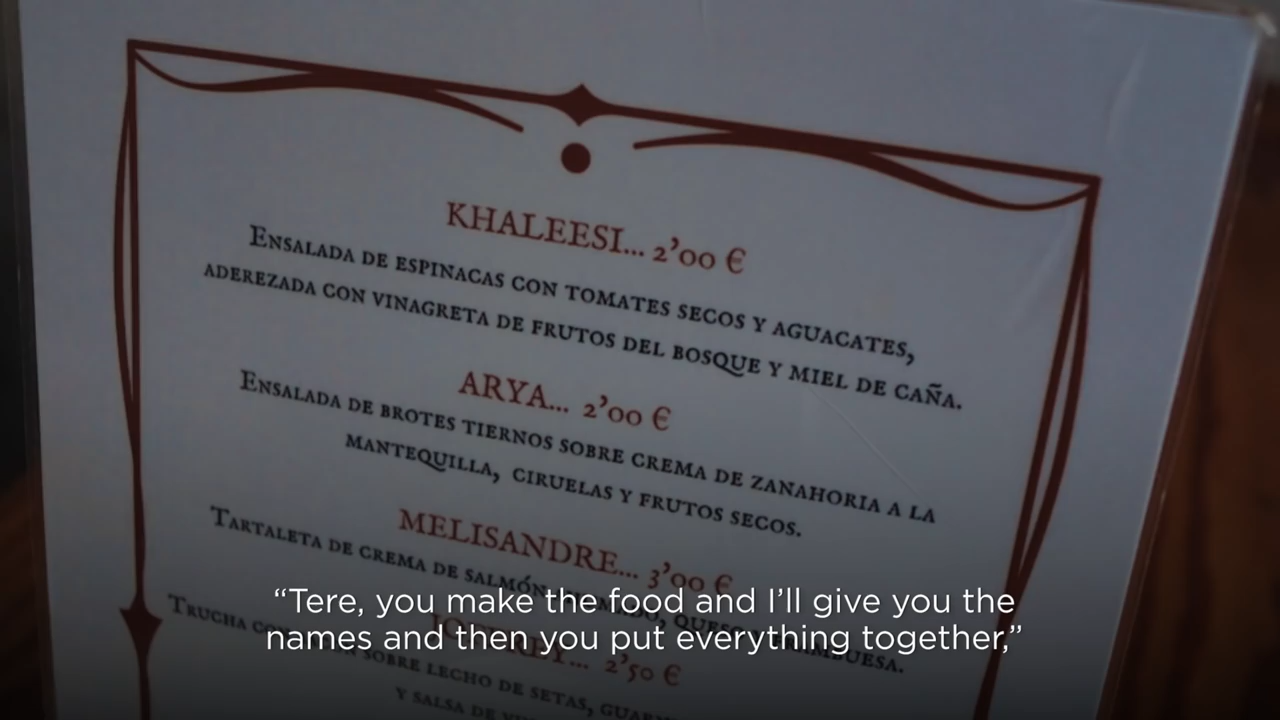 KHALEESI... 2’00 €
ENSALADA DE ESPINACAS CON TOMATES SECOS Y AGUACATES,
ADEREZADA CON VINAGRETA DE FRUTOS DEL BOSQUE Y MIEL DE CAÑA.
ARYA... 2’00 €
ENSALADA DE BROTES TIERNOS SOBRE CREMA DE ZANAHORIA A LA
MANTEQUILLA, CIRUELAS Y FRUTOS SECOS.
MELISANDRE... 3’00 €
TARTALETA DE CREMA DE SALMÓN AHUMADO, QUESO Y FRAMBUESA.
JOFFREY... 2’50 €
TRUCHA SOBRE LECHO DE SETAS,
Y SALSA DE
“Tere, you make the food and I’ll give you the
names and then you put everything together,”